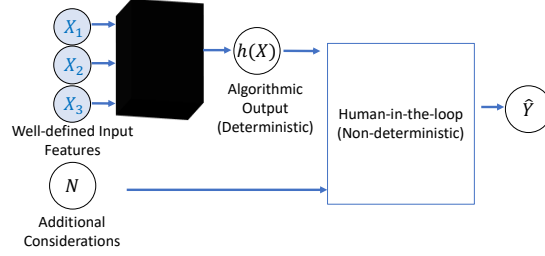 X₁
X₂
X₃
Well-defined Input
Features
h(X)
Algorithmic
Output
(Deterministic)
Human-in-the-loop
(Non-deterministic)
Ŷ
N
Additional
Considerations